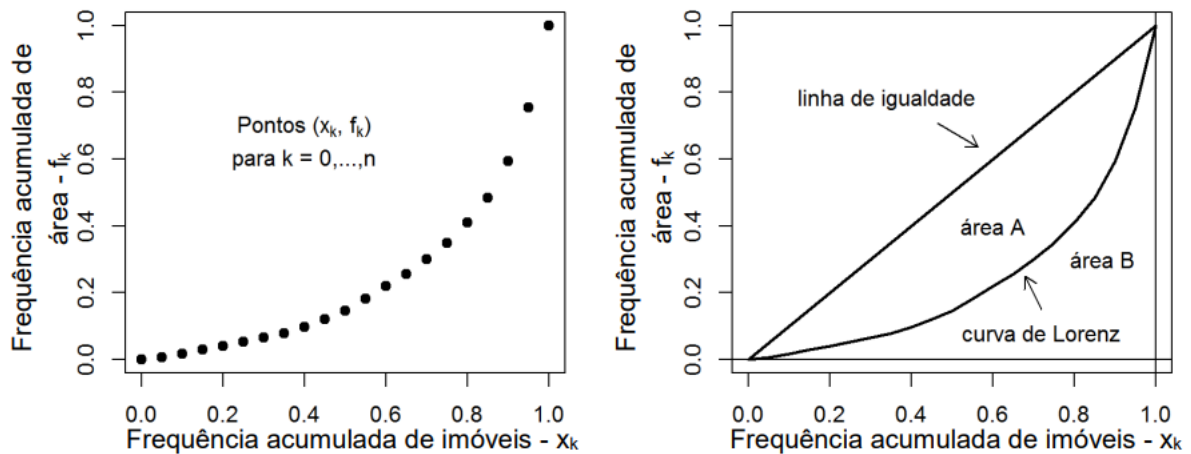 Frequência acumulada de
área - fk
1.0
0.8
0.6
0.4
0.2
0.0
Pontos (xk, fk)
para k = 0,...,n
0.0 0.2 0.4 0.6 0.8 1.0
Frequência acumulada de imóveis - xk
Frequência acumulada de
área - fk
1.0
0.8
0.6
0.4
0.2
0.0
linha de igualdade
área A
área B
curva de Lorenz
0.0 0.2 0.4 0.6 0.8 1.0
Frequência acumulada de imóveis - xk